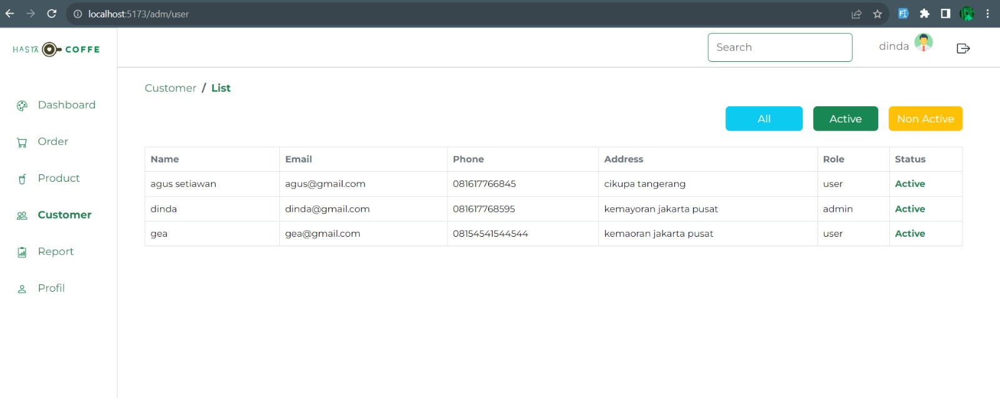 localhost:5173/adm/user
HASTA COFFE
Search
dinda
Customer / List
Dashboard
Order
Product
Customer
Report
Profil
All Active Non Active
Name Email Phone Address Role Status
agus setiawan agus@gmail.com 081617766845 cikupa tangerang user Active
dinda dinda@gmail.com 081617768595 kemayoran jakarta pusat admin Active
gea gea@gmail.com 08154541544544 kemaoran jakarta pusat user Active